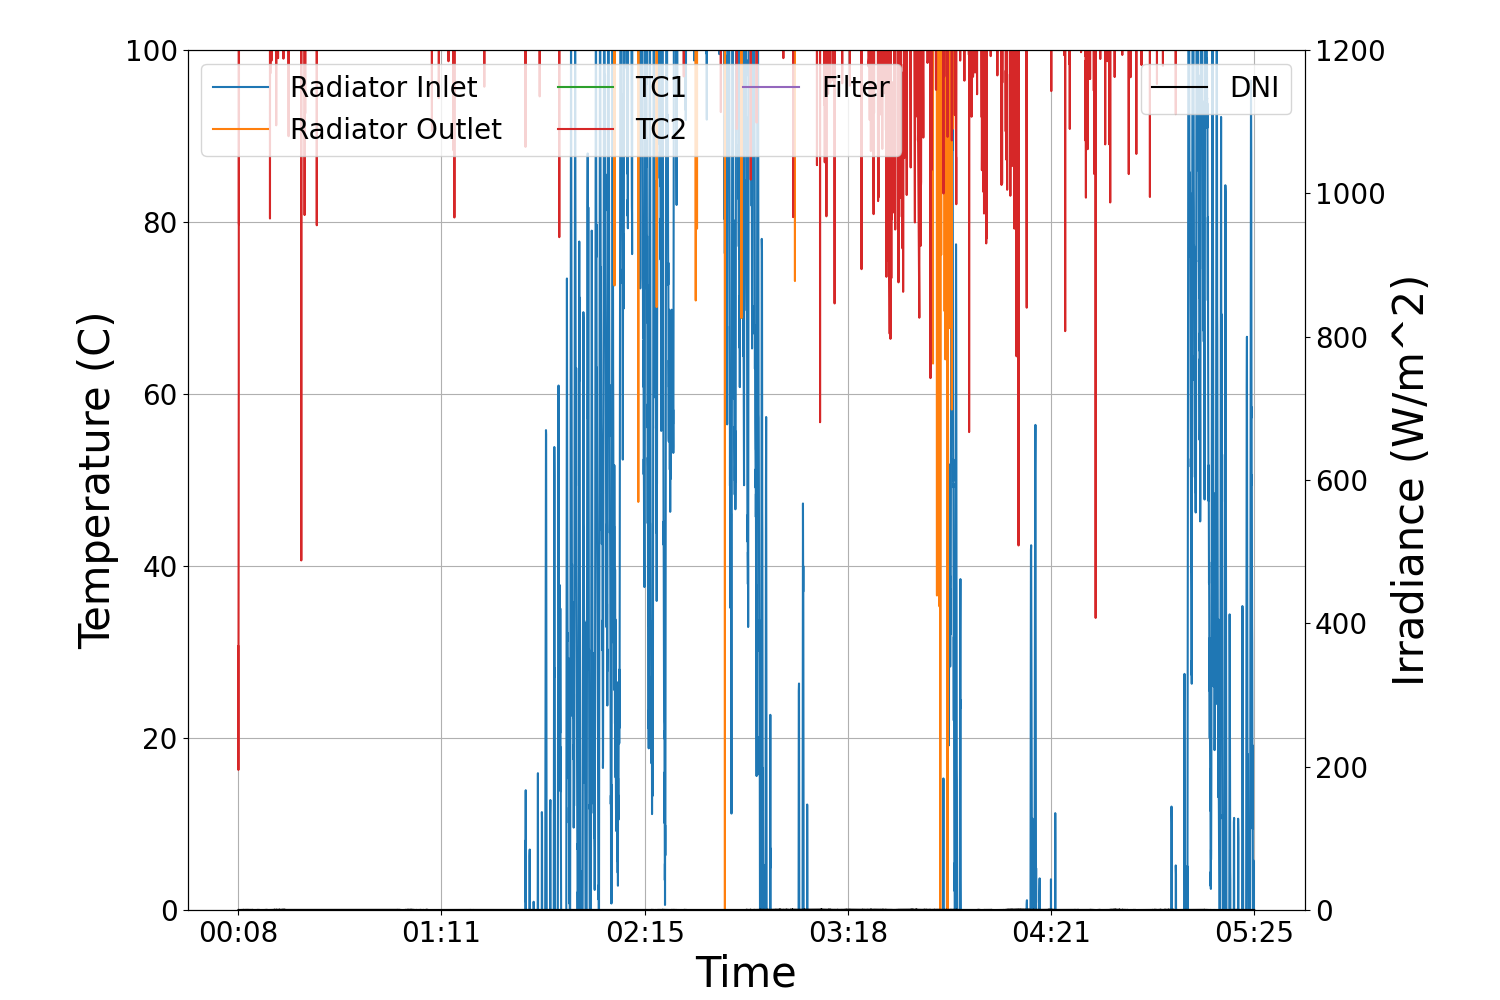 100
80
60
40
20
0
Temperature (C)
Radiator Inlet
Radiator Outlet
TC1
TC2
Filter
DNI
1200
1000
800
600
400
200
0
Irradiance (W/m^2)
00:08 01:11 02:15 03:18 04:21 05:25
Time